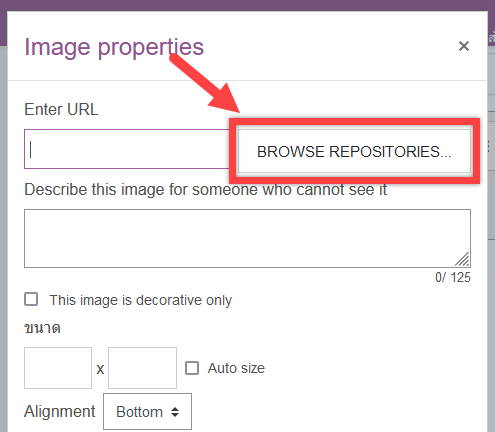 Image properties
×
Enter URL
BROWSE REPOSITORIES...
Describe this image for someone who cannot see it
0/ 125
This image is decorative only
ขนาด
x Auto size
Alignment Bottom